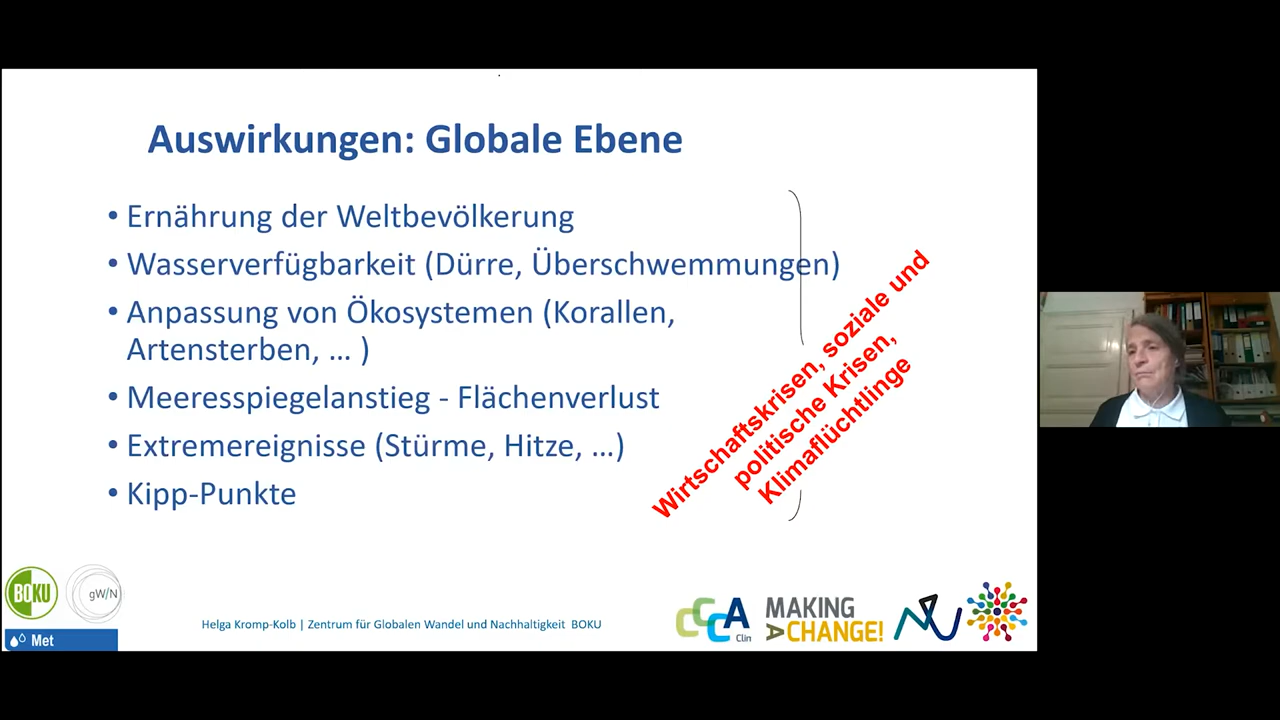 Auswirkungen: Globale Ebene
• Ernährung der Weltbevölkerung
• Wasserverfügbarkeit (Dürre, Überschwemmungen)
• Anpassung von Ökosystemen (Korallen,
Artensterben, … )
• Meeresspiegelanstieg - Flächenverlust
• Extremereignisse (Stürme, Hitze, …)
• Kipp-Punkte
Wirtschaftskrisen, soziale und
politische Krisen,
Klimaflüchtlinge
BOKU
gW/N
Met
Helga Kromp-Kolb | Zentrum für Globalen Wandel und Nachhaltigkeit BOKU
CCCA
Clin
MAKING
A CHANGE!